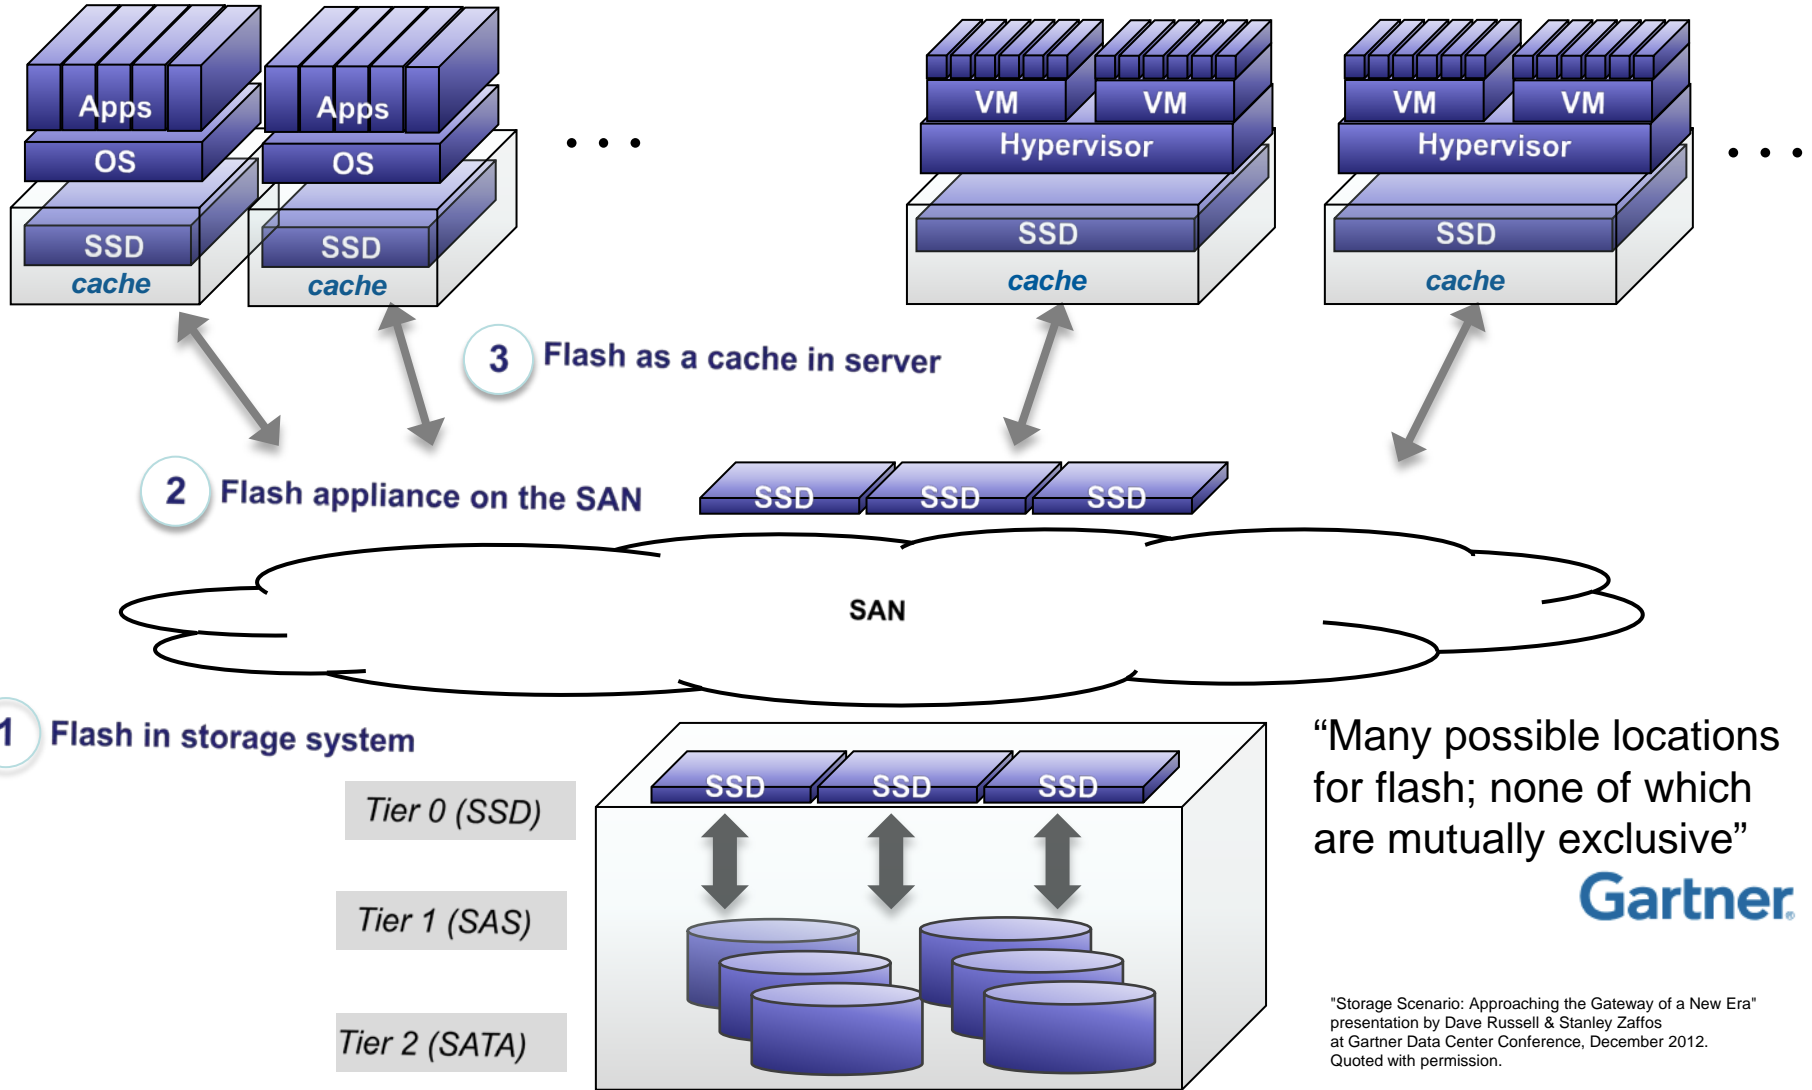 Apps
Apps
OS
OS
SSD
SSD
cache
cache
. . .
VM
VM
VM
VM
Hypervisor
Hypervisor
SSD
SSD
cache
cache
. . .
3 Flash as a cache in server
2 Flash appliance on the SAN
SSD
SSD
SSD
SAN
1 Flash in storage system
SSD
SSD
SSD
Tier 0 (SSD)
Tier 1 (SAS)
Tier 2 (SATA)
“Many possible locations
for flash; none of which
are mutually exclusive”
Gartner®
"Storage Scenario: Approaching the Gateway of a New Era"
presentation by Dave Russell & Stanley Zaffos
at Gartner Data Center Conference, December 2012.
Quoted with permission.